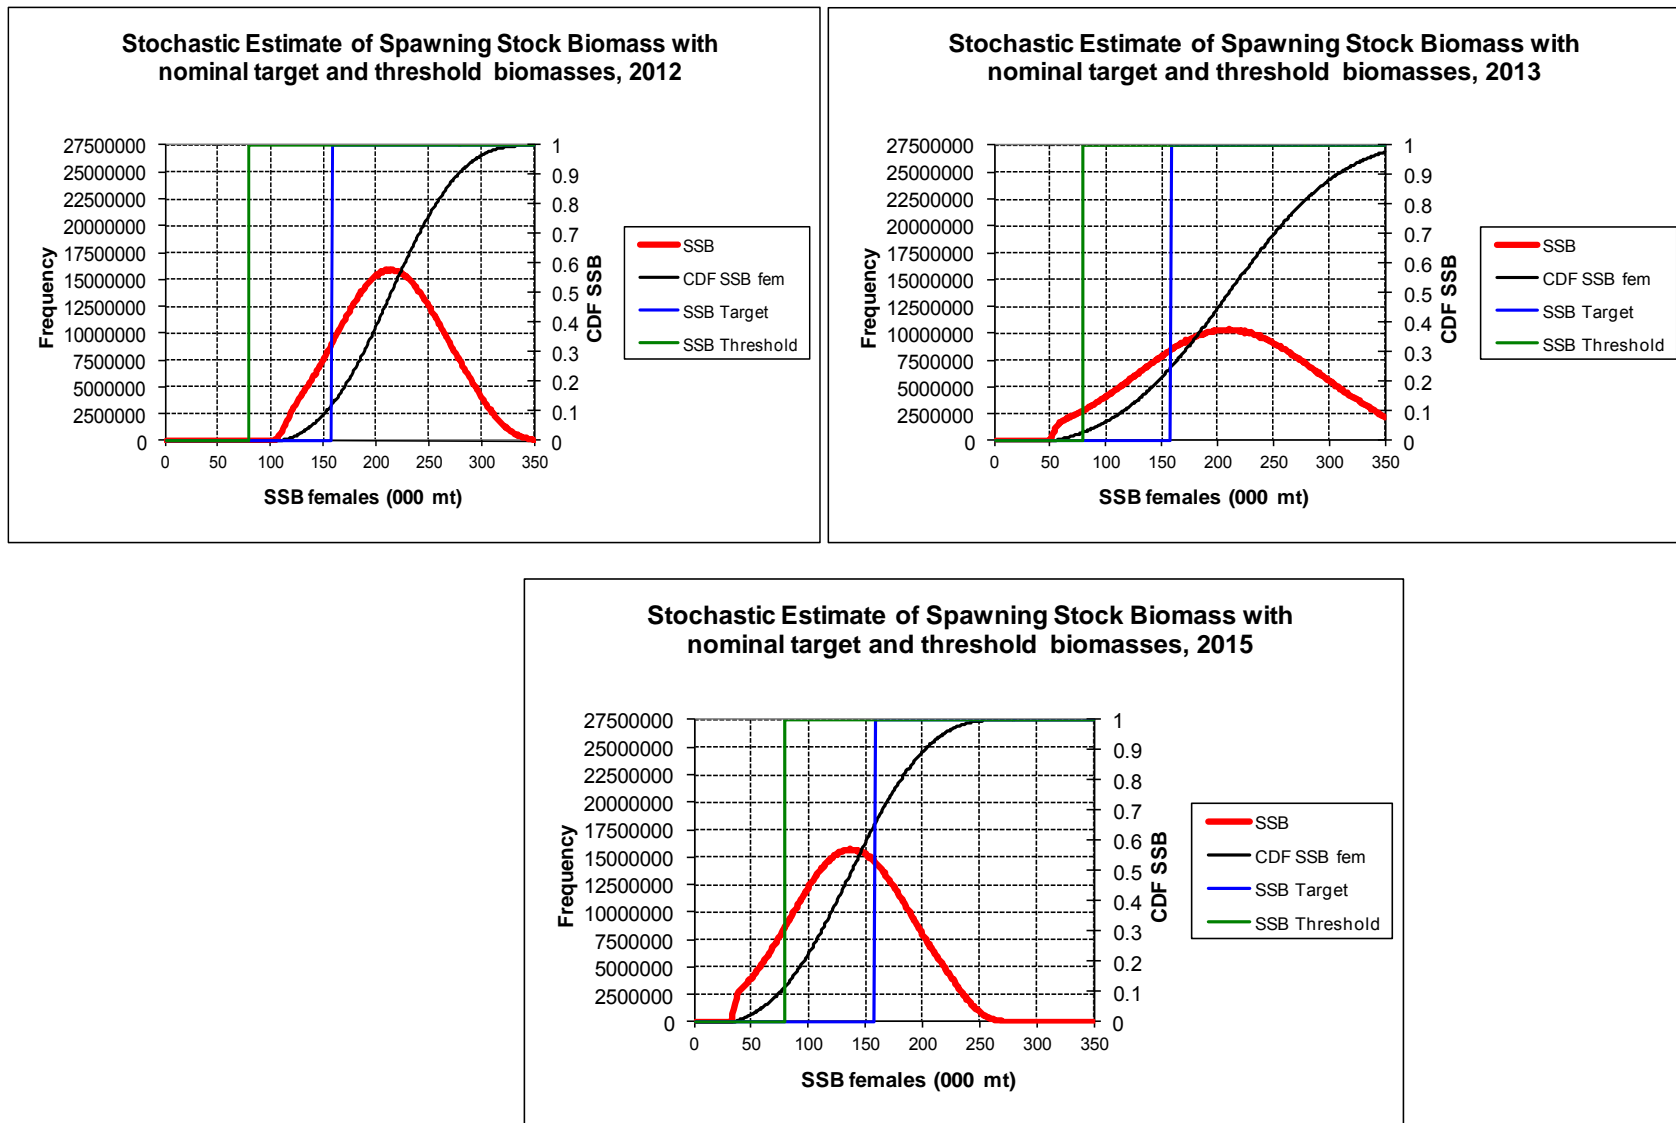 Stochastic Estimate of Spawning Stock Biomass with
nominal target and threshold biomasses, 2012
27500000
25000000
22500000
20000000
17500000
15000000
12500000
10000000
7500000
5000000
2500000
0
Frequency
1
0.9
0.8
0.7
0.6
0.5
0.4
0.3
0.2
0.1
0
CDF SSB
0 50 100 150 200 250 300 350
SSB females (000 mt)
SSB
CDF SSB fem
SSB Target
SSB Threshold
Stochastic Estimate of Spawning Stock Biomass with
nominal target and threshold biomasses, 2013
27500000
25000000
22500000
20000000
17500000
15000000
12500000
10000000
7500000
5000000
2500000
0
Frequency
1
0.9
0.8
0.7
0.6
0.5
0.4
0.3
0.2
0.1
0
CDF SSB
0 50 100 150 200 250 300 350
SSB females (000 mt)
SSB
CDF SSB fem
SSB Target
SSB Threshold
Stochastic Estimate of Spawning Stock Biomass with
nominal target and threshold biomasses, 2015
27500000
25000000
22500000
20000000
17500000
15000000
12500000
10000000
7500000
5000000
2500000
0
Frequency
1
0.9
0.8
0.7
0.6
0.5
0.4
0.3
0.2
0.1
0
CDF SSB
0 50 100 150 200 250 300 350
SSB females (000 mt)
SSB
CDF SSB fem
SSB Target
SSB Threshold